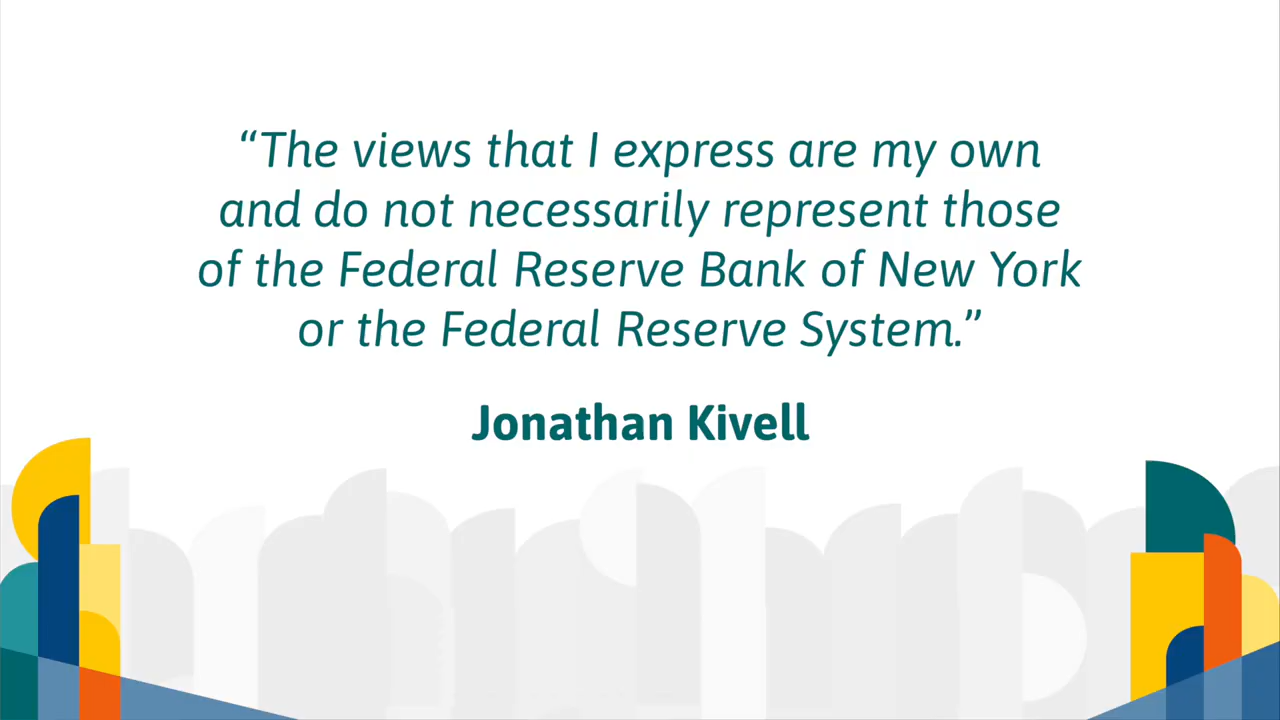 “The views that I express are my own
and do not necessarily represent those
of the Federal Reserve Bank of New York
or the Federal Reserve System.”
Jonathan Kivell